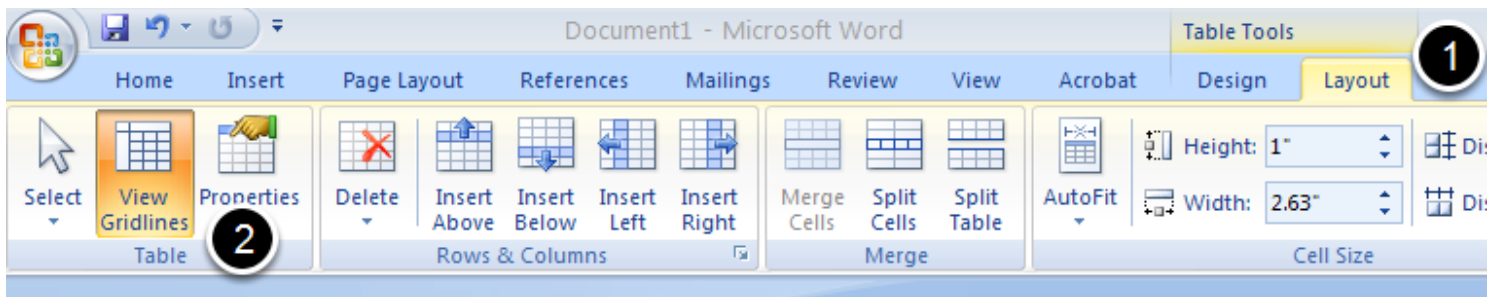 Document1 - Microsoft Word
Table Tools
1
Home Insert Page Layout References Mailings Review View Acrobat Design Layout
Select
View Gridlines
Properties
Delete
Insert Above
Insert Below
Insert Left
Insert Right
Merge Cells
Split Cells
Split Table
AutoFit
Height: 1"
Width: 2.63"
Dis
Dis
2
Table
Rows & Columns
Merge
Cell Size